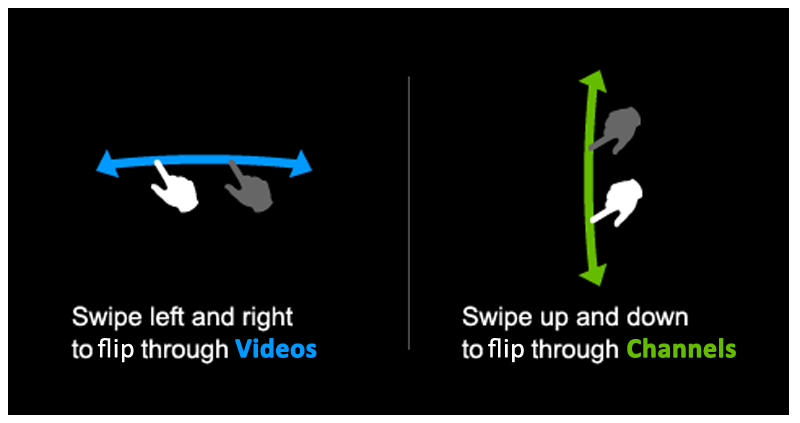 Swipe left and right
to flip through Videos
Swipe up and down
to flip through Channels